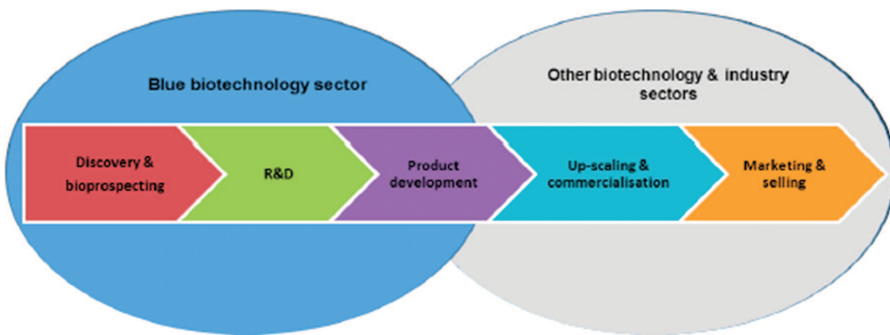 Blue biotechnology sector
Other biotechnology & industry
sectors
Discovery &
bioprospecting
R&D
Product
development
Up-scaling &
commercialisation
Marketing &
selling